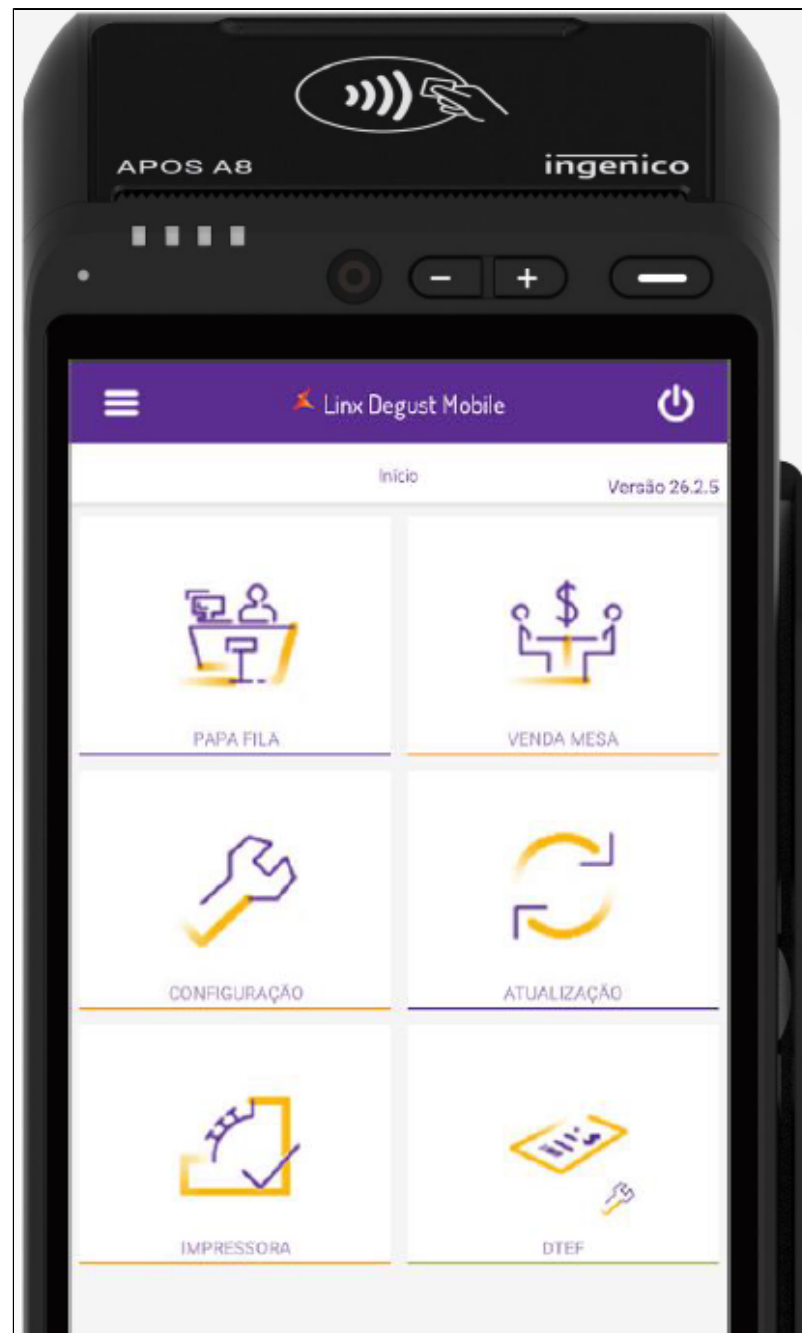 APOS A8 ingenico
- +
Linx Degust Mobile
Início
Versão 26.2.5
PAPA FILA VENDA MESA
$
CONFIGURAÇÃO ATUALIZAÇÃO
IMPRESSORA DTEF